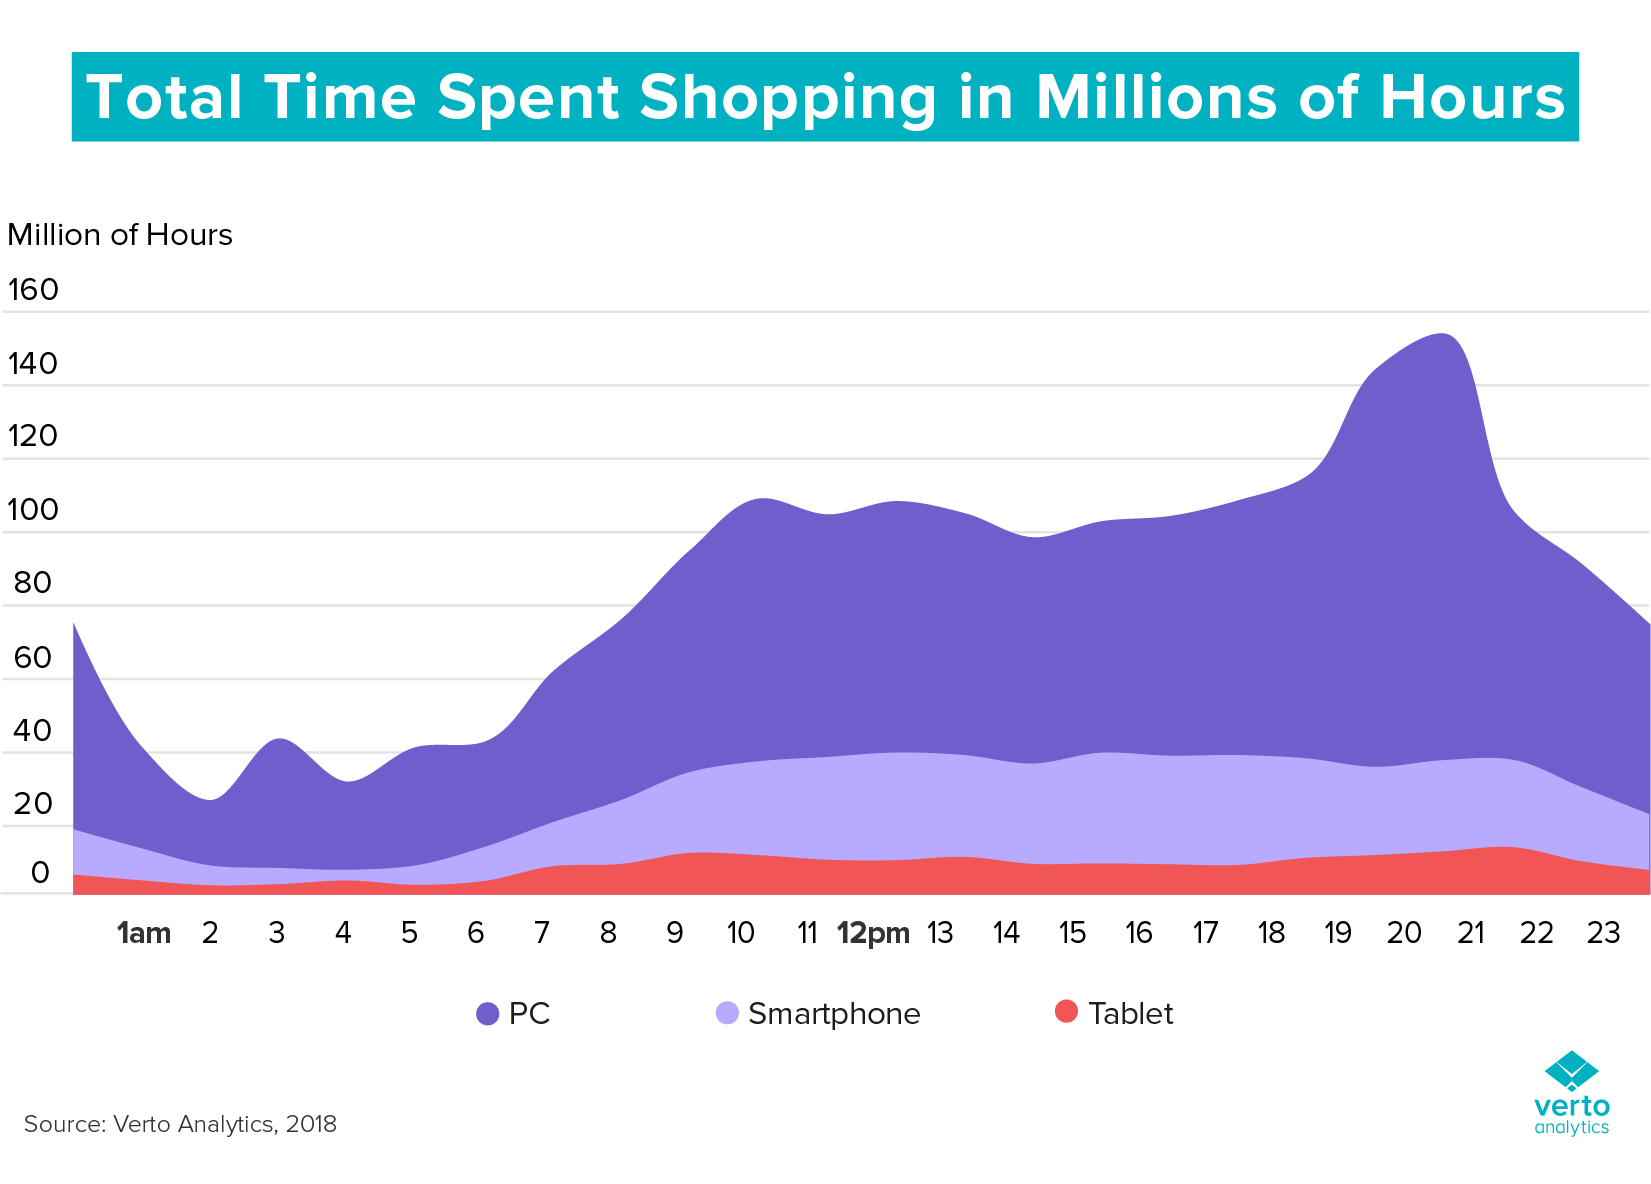 Total Time Spent Shopping in Millions of Hours
Million of Hours
160
140
120
100
80
60
40
20
0
1am 2 3 4 5 6 7 8 9 10 11 12pm 13 14 15 16 17 18 19 20 21 22 23
PC Smartphone Tablet
verto
analytics
Source: Verto Analytics, 2018